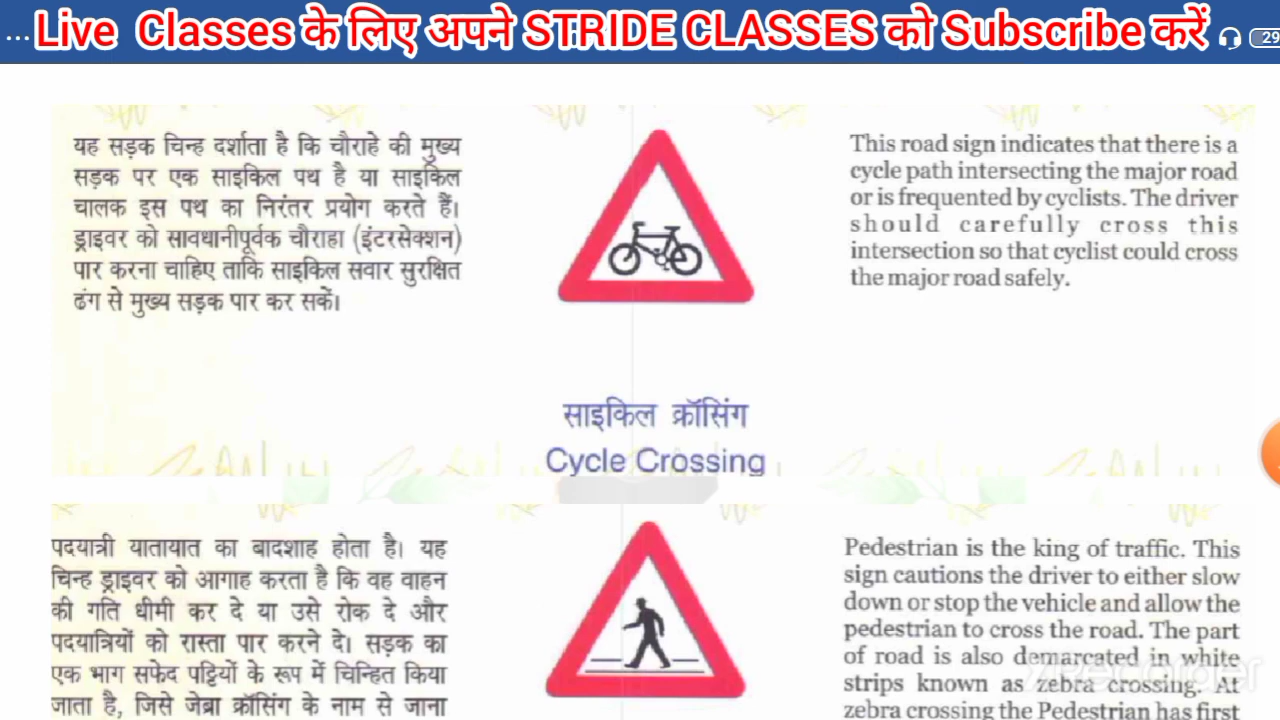 ... Live Classes के लिए अपने STRIDE CLASSES को Subscribe करें
29
यह सड़क चिन्ह दर्शाता है कि चौराहे की मुख्य
सड़क पर एक साइकिल पथ है या साइकिल
चालक इस पथ का निरंतर प्रयोग करते हैं।
ड्राइवर को सावधानीपूर्वक चौराहा (इंटरसेक्शन)
पार करना चाहिए ताकि साइकिल सवार सुरक्षित
ढंग से मुख्य सड़क पार कर सकें।
This road sign indicates that there is a
cycle path intersecting the major road
or is frequented by cyclists. The driver
should carefully cross this
intersection so that cyclist could cross
the major road safely.
साइकिल क्रॉसिंग
Cycle Crossing
पदयात्री यातायात का बादशाह होता है। यह
चिन्ह ड्राइवर को आगाह करता है कि वह वाहन
की गति धीमी कर दे या उसे रोक दे और
पदयात्रियों को रास्ता पार करने दे। सड़क का
एक भाग सफेद पट्टियों के रूप में चिन्हित किया
जाता है, जिसे जेब्रा क्रॉसिंग के नाम से जाना
Pedestrian is the king of traffic. This
sign cautions the driver to either slow
down or stop the vehicle and allow the
pedestrian to cross the road. The part
of road is also demarcated in white
strips known as zebra crossing. At
zebra crossing the Pedestrian has first